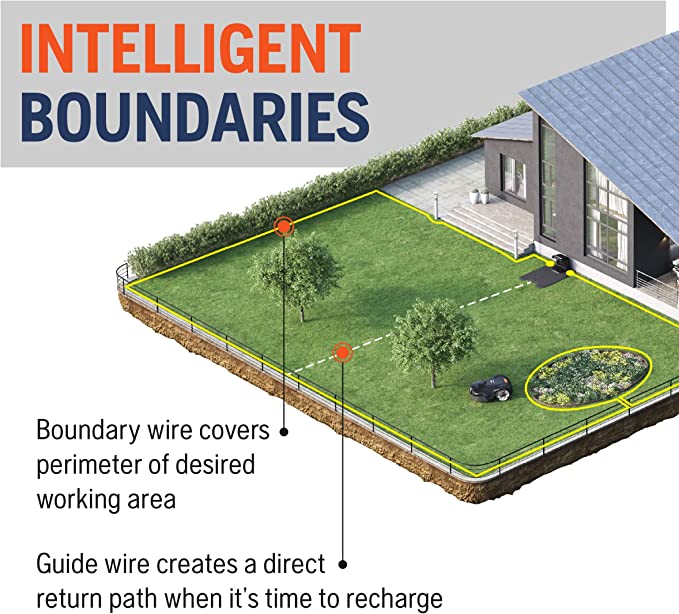 INTELLIGENT
BOUNDARIES
Boundary wire covers
perimeter of desired
working area
Guide wire creates a direct
return path when it's time to recharge